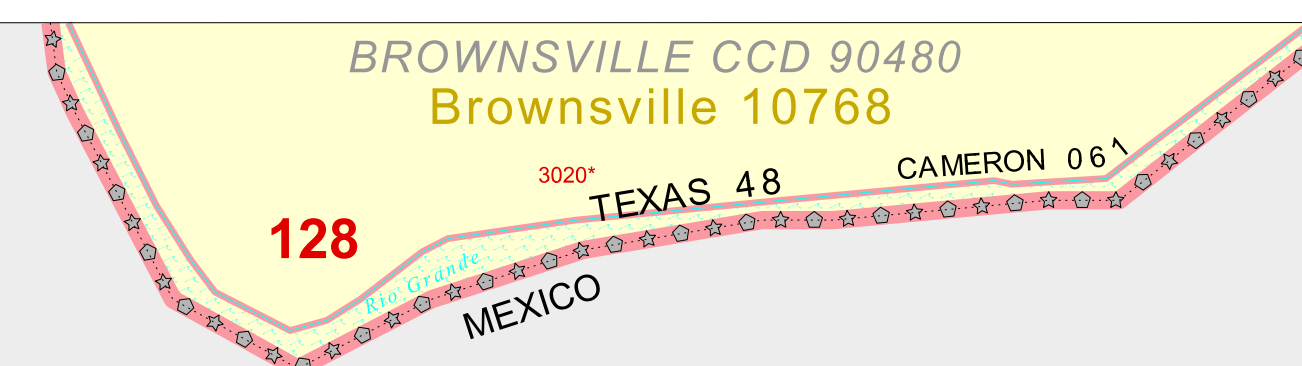 BROWNSVILLE CCD 90480
Brownsville 10768
CAMERON 061
3020*
TEXAS 48
128
Rio Grande
MEXICO